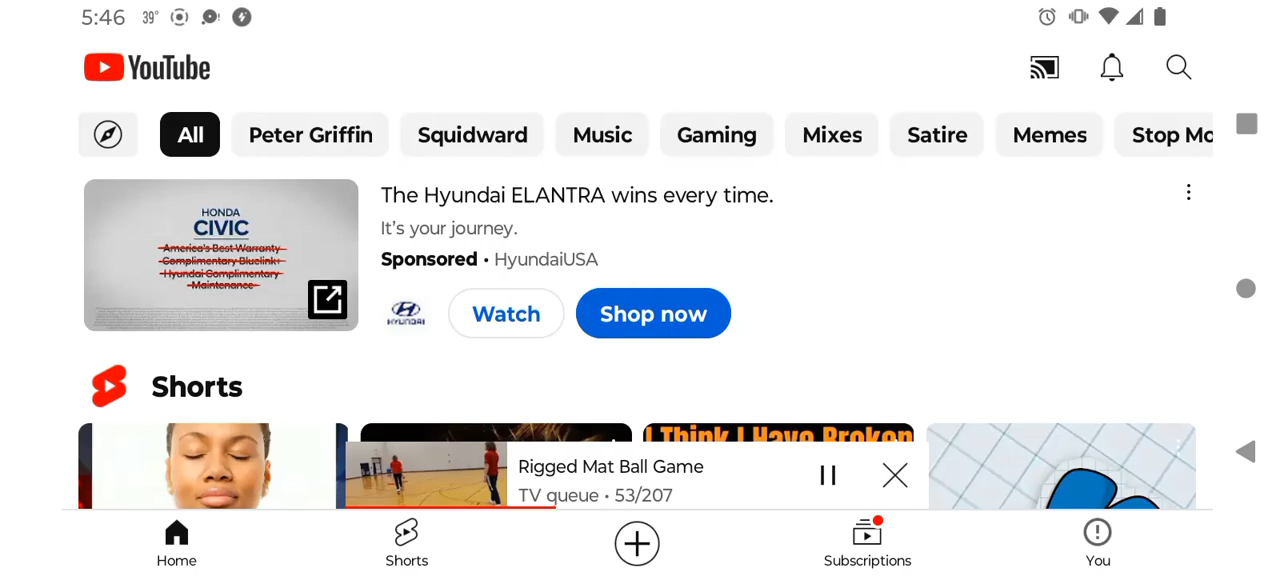 5:46 39°
YouTube
All Peter Griffin Squidward Music Gaming Mixes Satire Memes Stop Mo
HONDA
CIVIC
America's Best Warranty
Complimentary Bluelink+
Hyundai Complimentary
Maintenance
The Hyundai ELANTRA wins every time.
It's your journey.
Sponsored • HyundaiUSA
HYUNDAI Watch Shop now
Shorts
I Think I Have Broken
Rigged Mat Ball Game
TV queue • 53/207
Home Shorts Subscriptions You